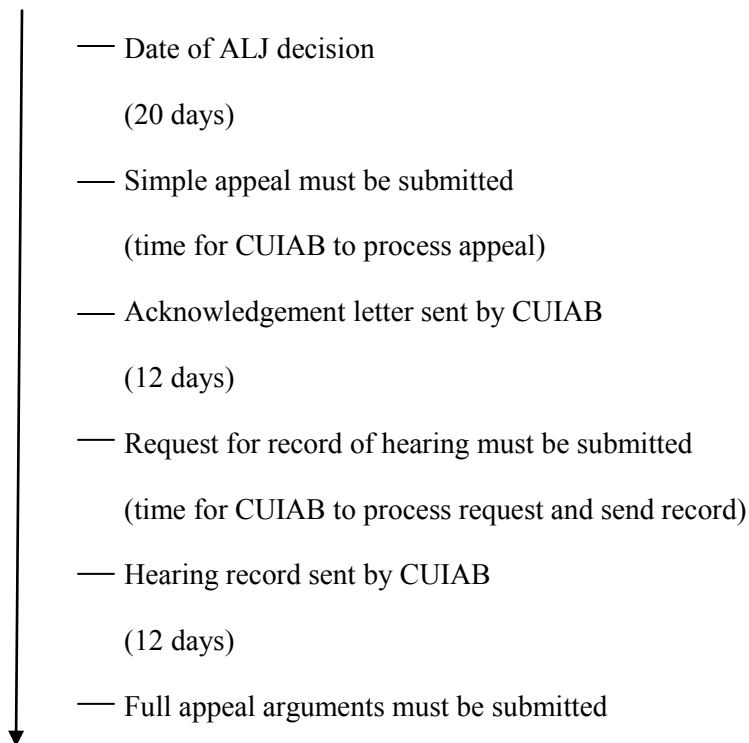 Date of ALJ decision
(20 days)
Simple appeal must be submitted
(time for CUIAB to process appeal)
Acknowledgement letter sent by CUIAB
(12 days)
Request for record of hearing must be submitted
(time for CUIAB to process request and send record)
Hearing record sent by CUIAB
(12 days)
Full appeal arguments must be submitted